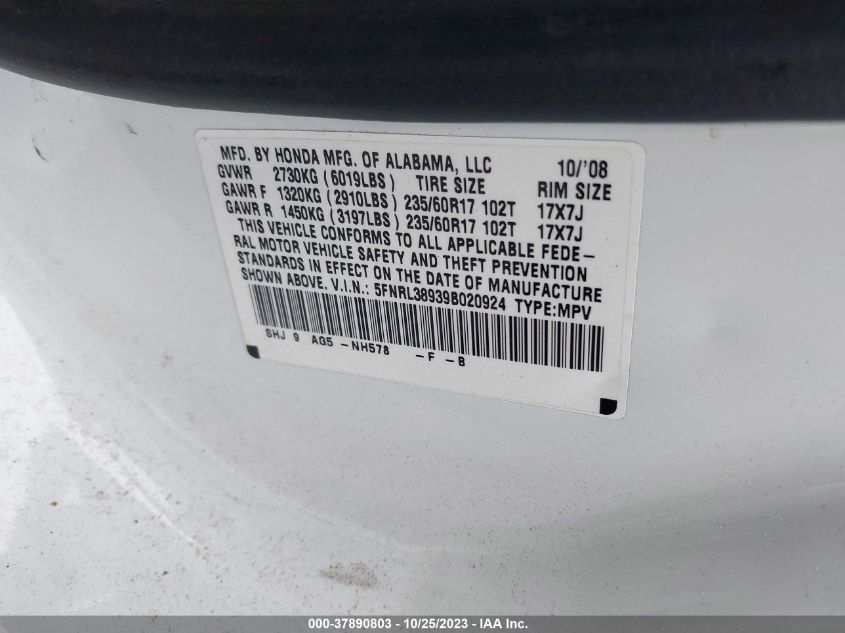 MFD. BY HONDA MFG. OF ALABAMA, LLC 10/'08
GVWR 2730KG (6019LBS) TIRE SIZE RIM SIZE
GAWR F 1320KG (2910LBS) 235/60R17 102T 17X7J
GAWR R 1450KG (3197LBS) 235/60R17 102T 17X7J
THIS VEHICLE CONFORMS TO ALL APPLICABLE FEDE-
RAL MOTOR VEHICLE SAFETY AND THEFT PREVENTION
STANDARDS IN EFFECT ON THE DATE OF MANUFACTURE
SHOWN ABOVE. V.I.N.: 5FNRL38939B020924 TYPE:MPV
SHJ 9 AG5 -NH578 -F -B
000-37890803 - 10/25/2023 - IAA Inc.